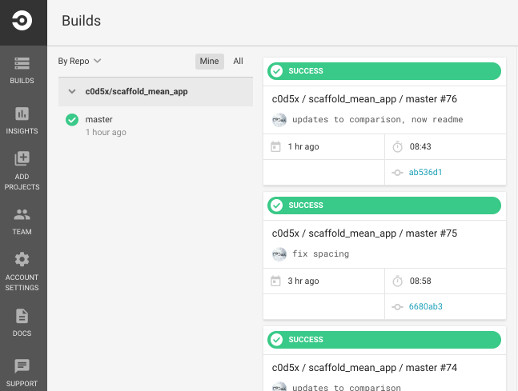 Builds
BUILDS
INSIGHTS
ADD
PROJECTS
TEAM
ACCOUNT
SETTINGS
DOCS
SUPPORT
By Repo
Mine
All
c0d5x/scaffold_mean_app
master
1 hour ago
SUCCESS
c0d5x / scaffold_mean_app / master #76
updates to comparison, now readme
1 hr ago
08:43
ab536d1
SUCCESS
c0d5x / scaffold_mean_app / master #75
fix spacing
3 hr ago
08:58
6680ab3
SUCCESS
c0d5x / scaffold_mean_app / master #74
updates to comparison